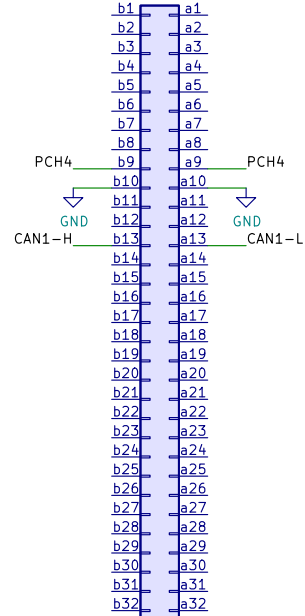 b1 a1
b2 a2
b3 a3
b4 a4
b5 a5
b6 a6
b7 a7
b8 a8
PCH4 b9 a9 PCH4
b10 a10
b11 a11
GND b12 a12 GND
CAN1-H b13 a13 CAN1-L
b14 a14
b15 a15
b16 a16
b17 a17
b18 a18
b19 a19
b20 a20
b21 a21
b22 a22
b23 a23
b24 a24
b25 a25
b26 a26
b27 a27
b28 a28
b29 a29
b30 a30
b31 a31
b32 a32